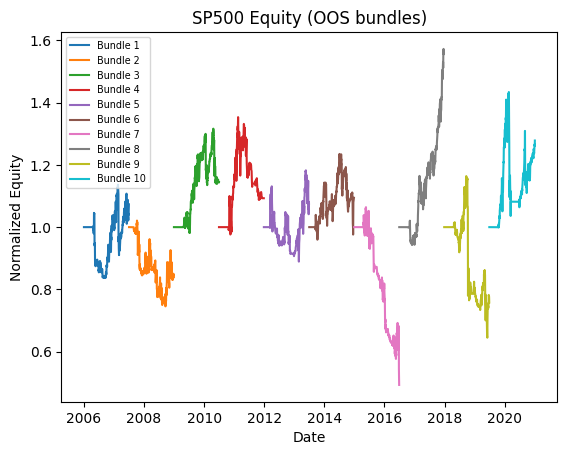 SP500 Equity (OOS bundles)
Bundle 1
Bundle 2
Bundle 3
Bundle 4
Bundle 5
Bundle 6
Bundle 7
Bundle 8
Bundle 9
Bundle 10
Normalized Equity
1.6
1.4
1.2
1.0
0.8
0.6
2006 2008 2010 2012 2014 2016 2018 2020
Date